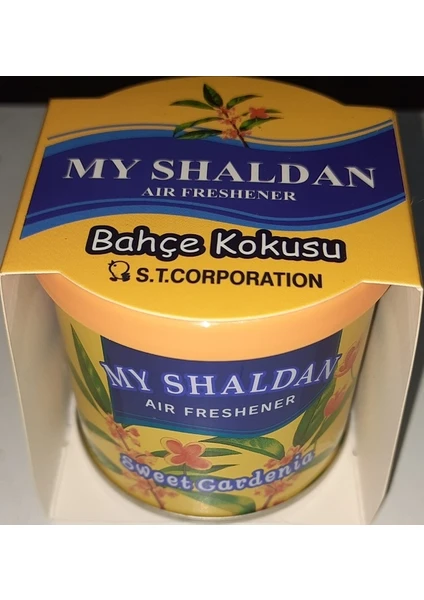 MY SHALDAN
AIR FRESHENER
Bahçe Kokusu
S.T.CORPORATION
MY SHALDAN
AIR FRESHENER
Sweet Gardenia